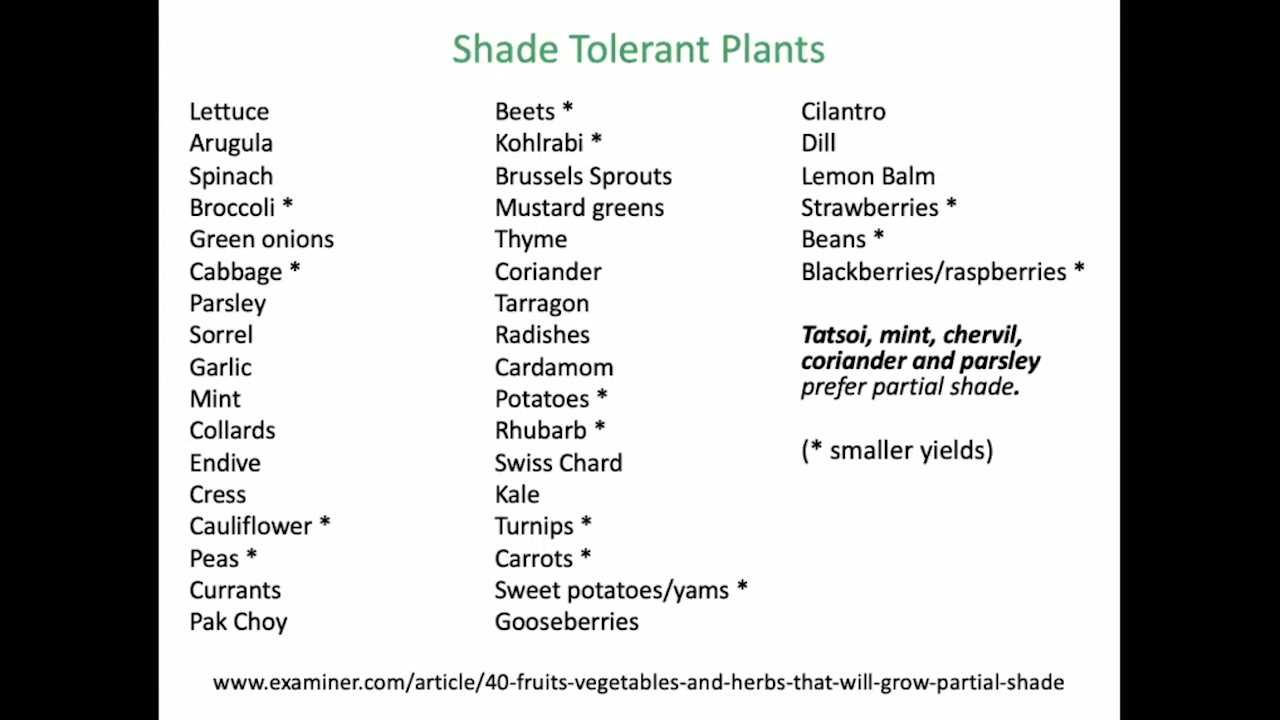 Shade Tolerant Plants
Lettuce
Arugula
Spinach
Broccoli *
Green onions
Cabbage *
Parsley
Sorrel
Garlic
Mint
Collards
Endive
Cress
Cauliflower *
Peas *
Currants
Pak Choy
Beets *
Kohlrabi *
Brussels Sprouts
Mustard greens
Thyme
Coriander
Tarragon
Radishes
Cardamom
Potatoes *
Rhubarb *
Swiss Chard
Kale
Turnips *
Carrots *
Sweet potatoes/yams *
Gooseberries
Cilantro
Dill
Lemon Balm
Strawberries *
Beans *
Blackberries/raspberries *
Tatsoi, mint, chervil,
coriander and parsley
prefer partial shade.
(* smaller yields)
www.examiner.com/article/40-fruits-vegetables-and-herbs-that-will-grow-partial-shade